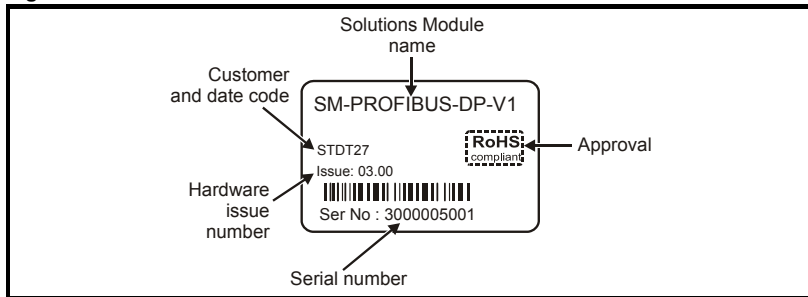 Solutions Module
name
Customer
and date code
SM-PROFIBUS-DP-V1
STDT27
RoHS
compliant
Approval
Issue: 03.00
Hardware
issue
number
Ser No : 3000005001
Serial number